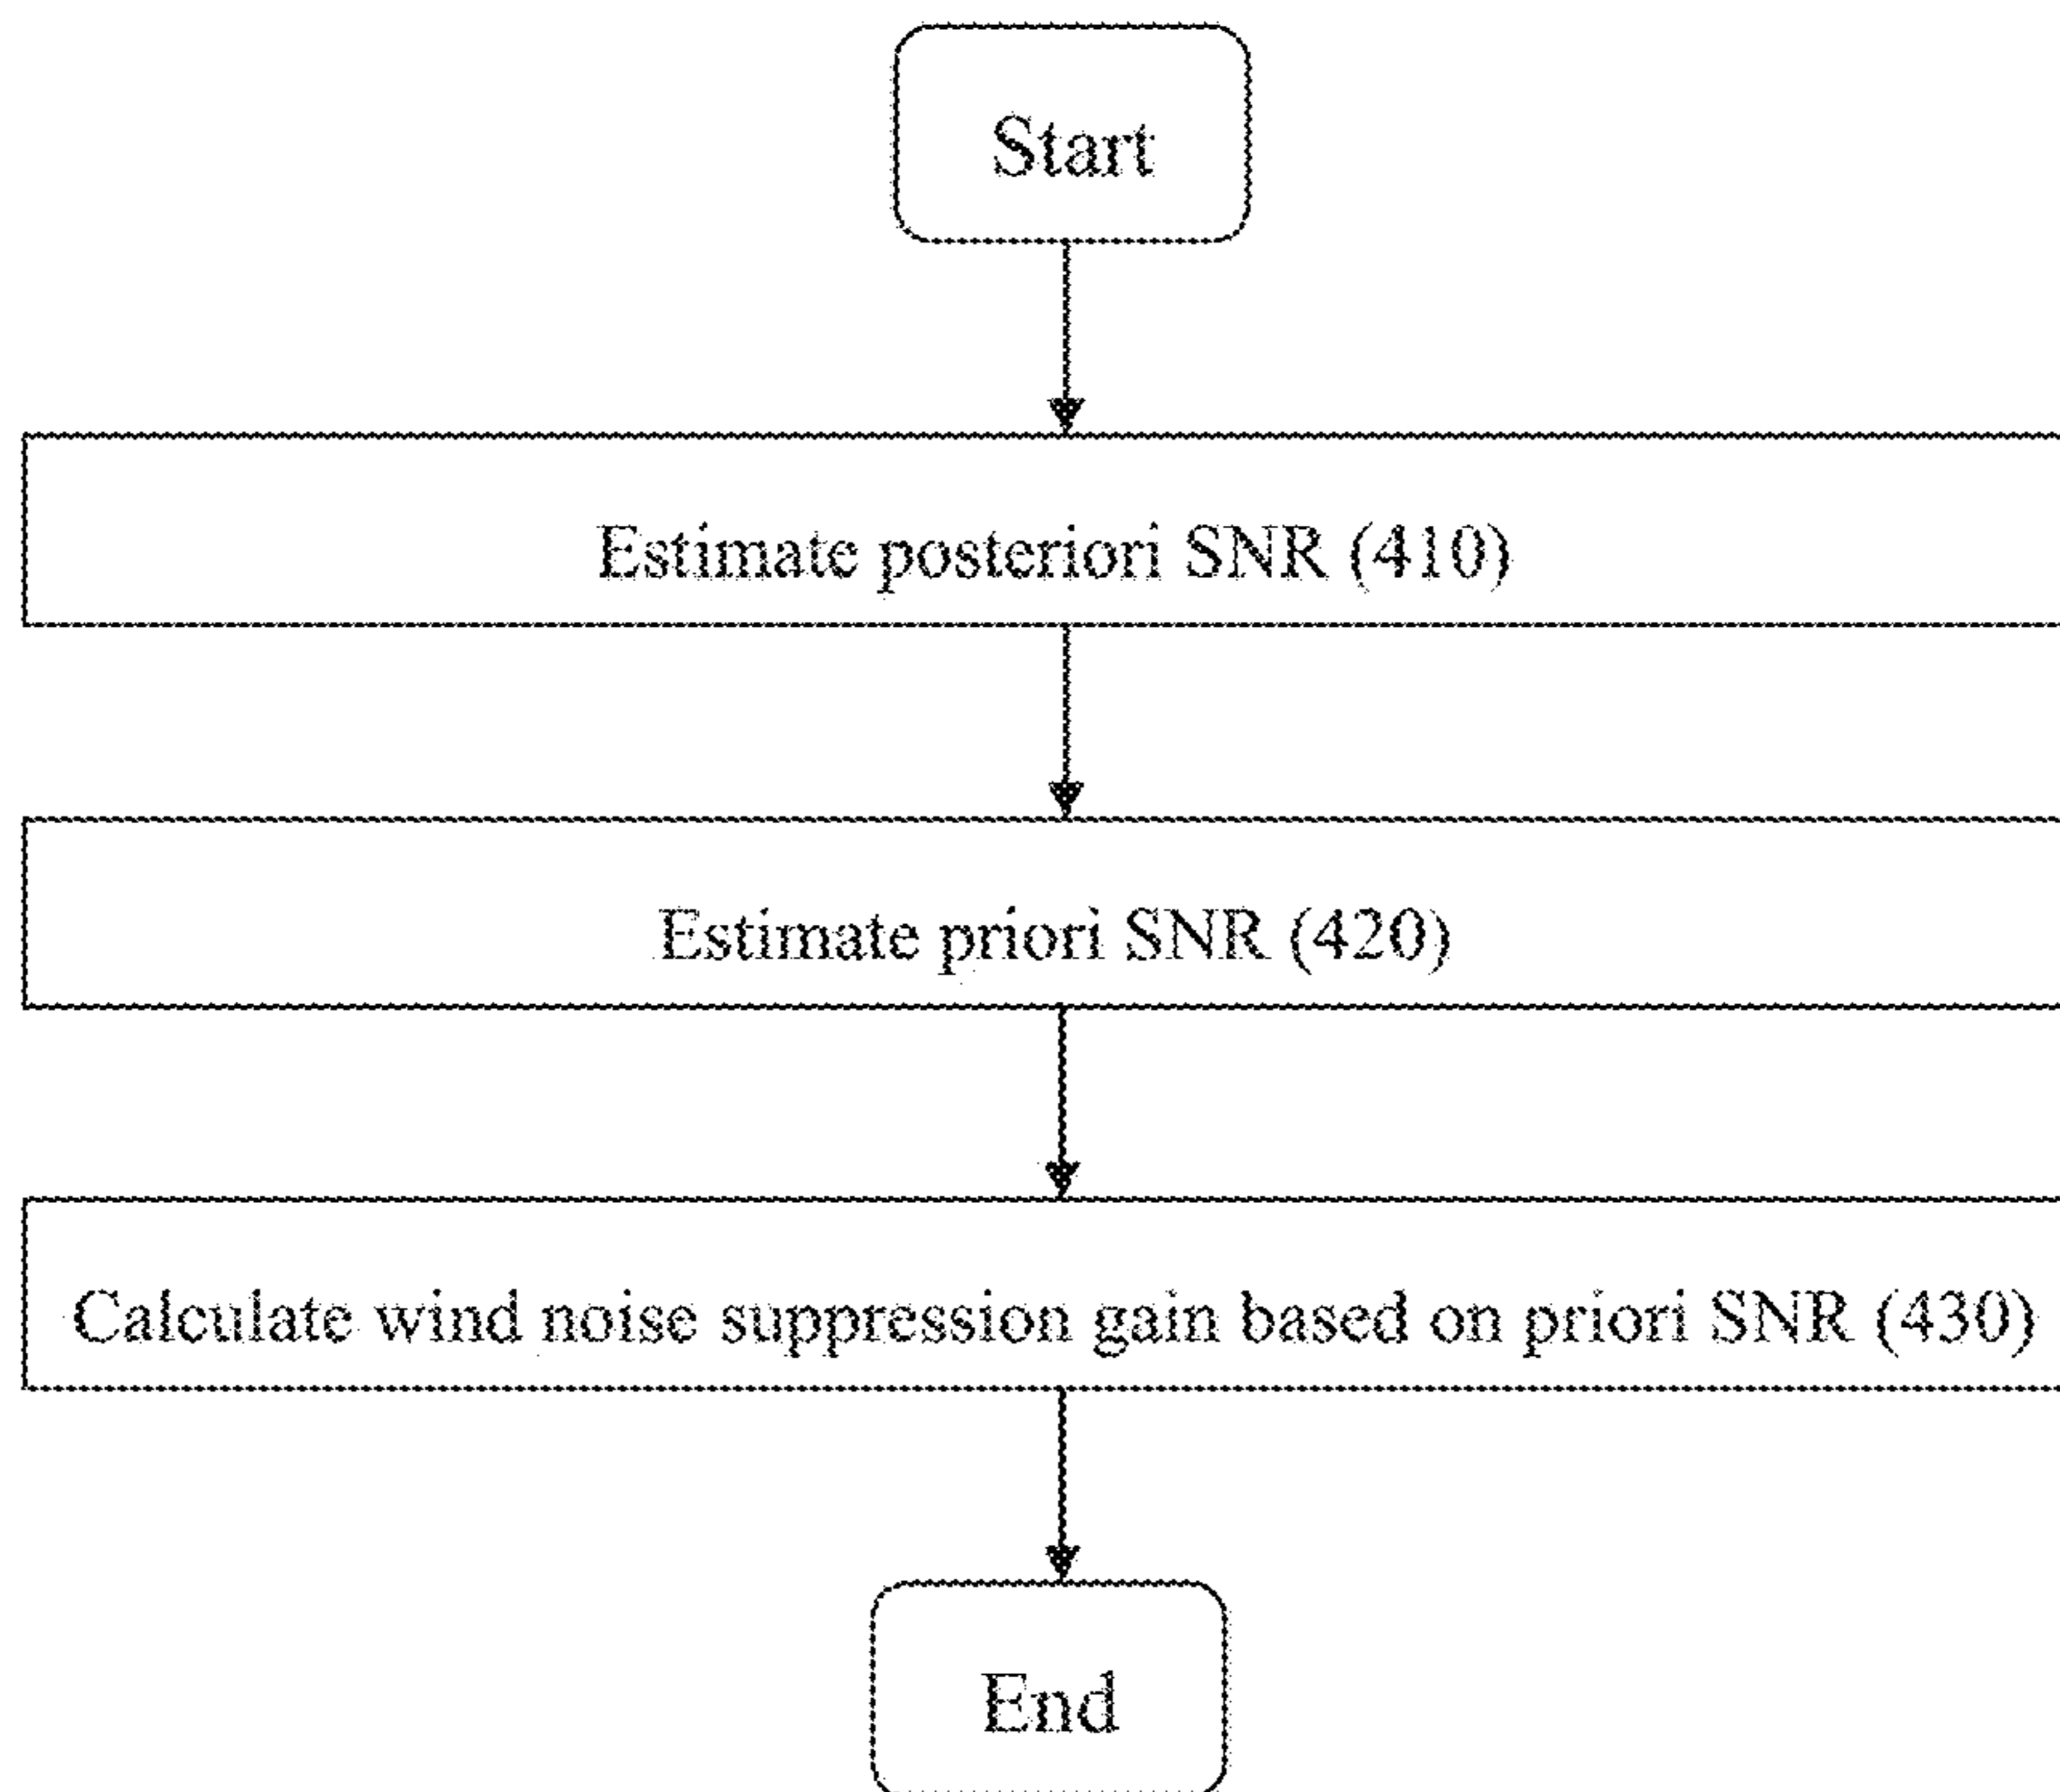 Start
Estimate posteriori SNR (410)
Estimate priori SNR (420)
Calculate wind noise suppression gain based on priori SNR (430)
End